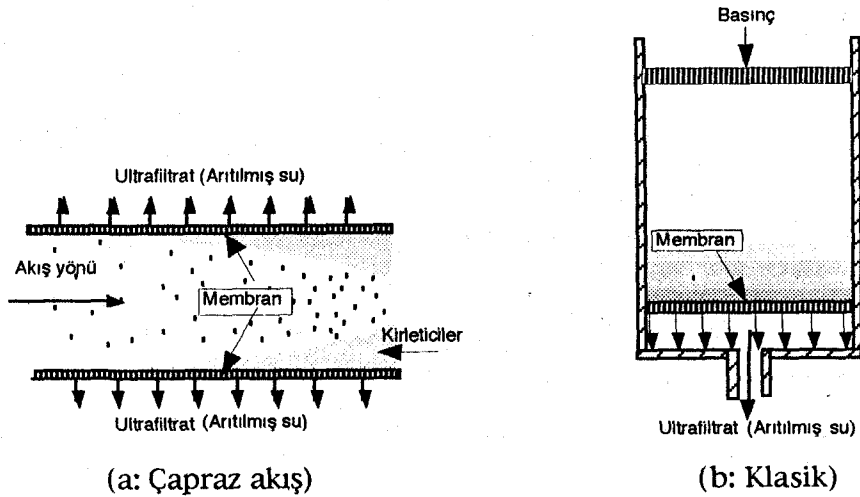 Ultrafiltrat (Arıtılmış su)
Akış yönü
Membran
Kirleticiler
Ultrafiltrat (Arıtılmış su)
(a: Çapraz akış)
Basınç
Membran
Ultrafiltrat (Arıtılmış su)
(b: Klasik)